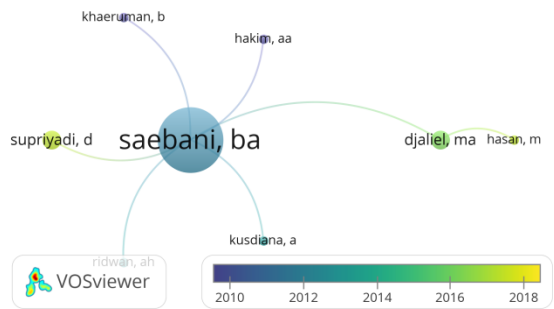 khaeruman, b
hakim, aa
supriyadi, d
saebani, ba
djaliel, ma
hasan, m
kusdiana, a
ridwan, ah
VOSviewer
2010 2012 2014 2016 2018